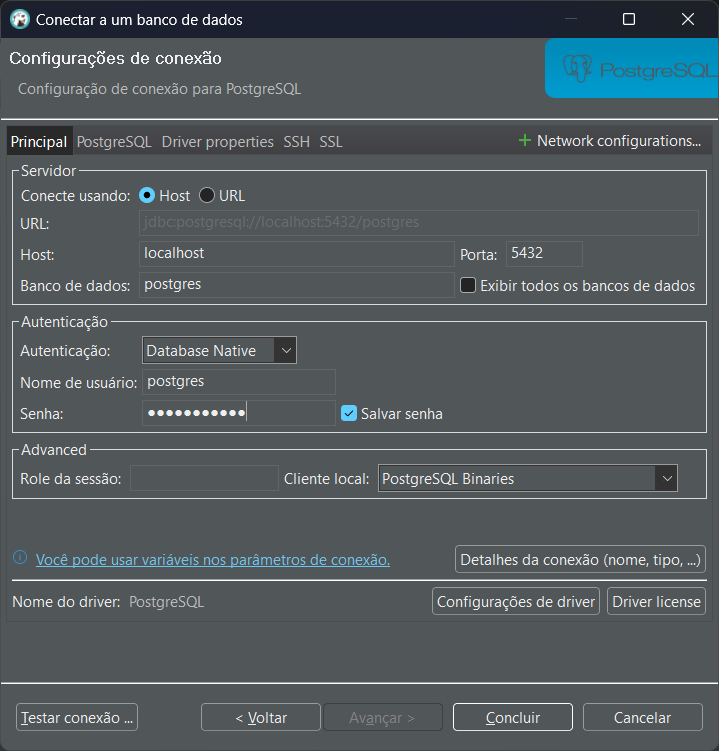 Conectar a um banco de dados
Configurações de conexão
Configuração de conexão para PostgreSQL
PostgreSQL
Principal PostgreSQL Driver properties SSH SSL + Network configurations...
Servidor
Conecte usando: Host URL
URL: jdbc:postgresql://localhost:5432/postgres
Host: localhost Porta: 5432
Banco de dados: postgres Exibir todos os bancos de dados
Autenticação
Autenticação: Database Native
Nome de usuário: postgres
Senha: ●●●●●●●●●●● Salvar senha
Advanced
Role da sessão: Cliente local: PostgreSQL Binaries
Você pode usar variáveis nos parâmetros de conexão. Detalhes da conexão (nome, tipo, ...)
Nome do driver: PostgreSQL Configurações de driver Driver license
Testar conexão ... < Voltar Avançar > Concluir Cancelar